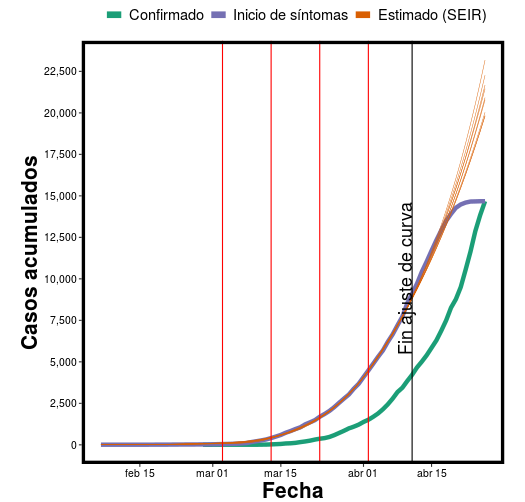 Confirmado Inicio de síntomas Estimado (SEIR)
Casos acumulados
22,500
20,000
17,500
15,000
12,500
10,000
7,500
5,000
2,500
0
Fin ajuste de curva
feb 15 mar 01 mar 15 abr 01 abr 15
Fecha